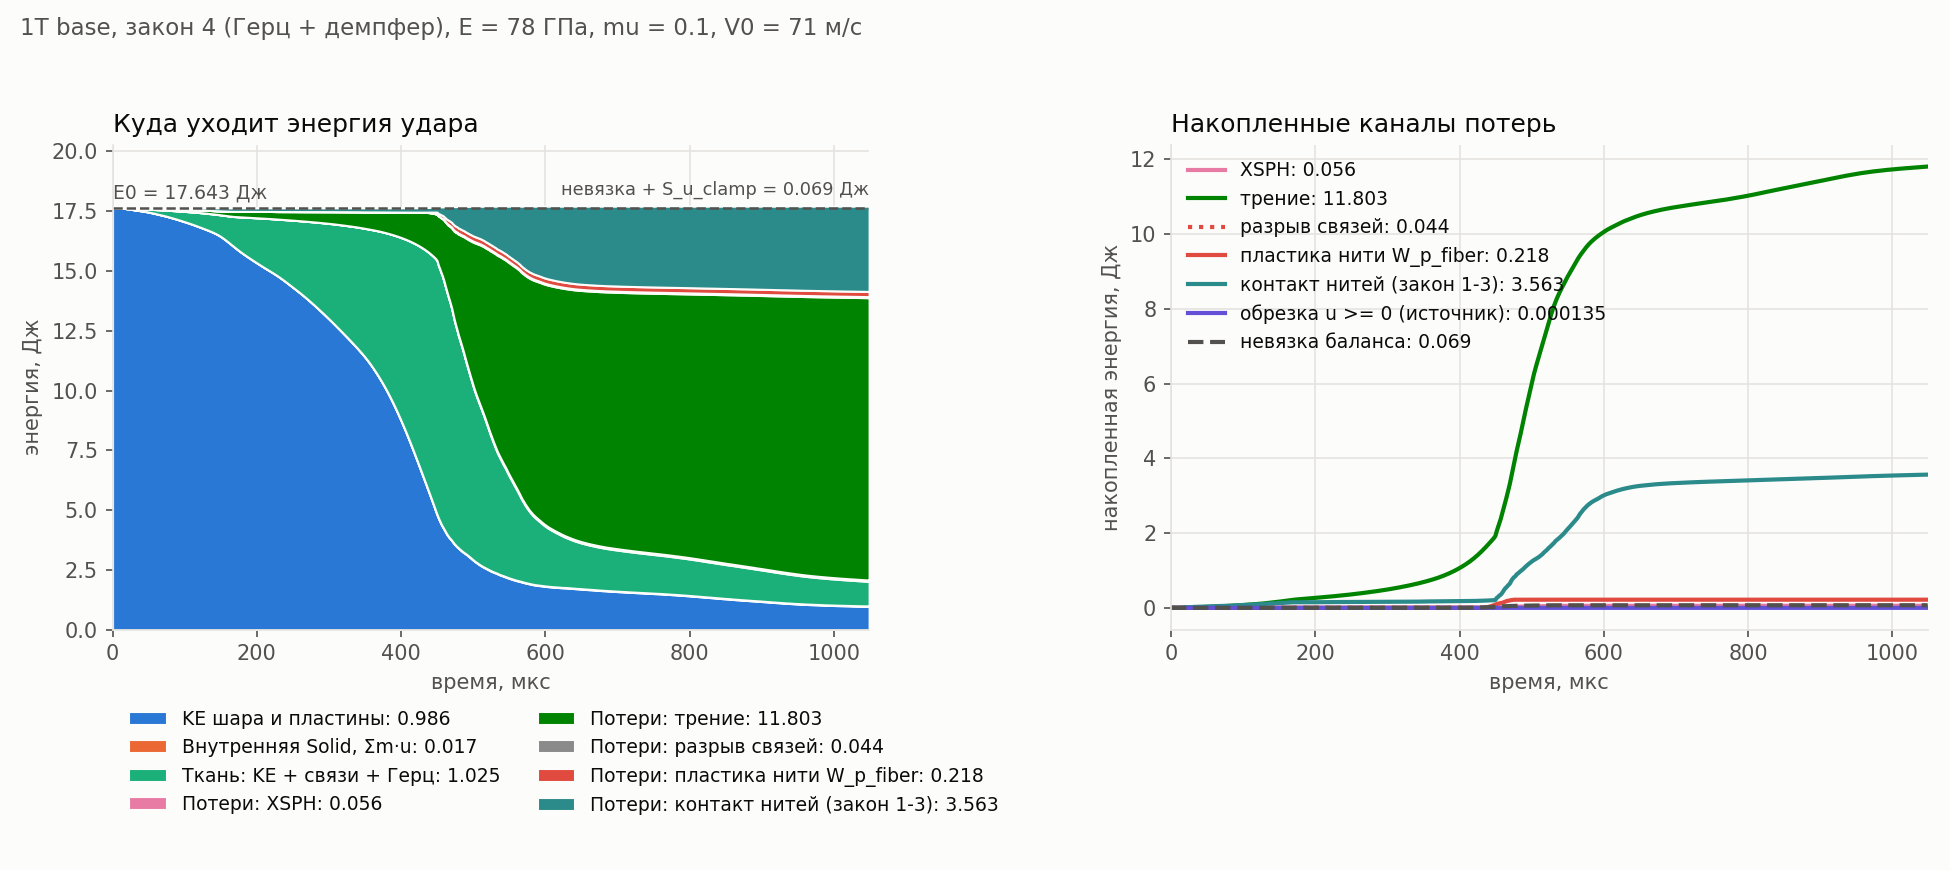 1T base, закон 4 (Герц + демпфер), E = 78 ГПа, mu = 0.1, V0 = 71 м/с
Куда уходит энергия удара
E0 = 17.643 Дж
невязка + S_u_clamp = 0.069 Дж
20.0
17.5
15.0
12.5
10.0
7.5
5.0
2.5
0.0
энергия, Дж
0 200 400 600 800 1000
время, мкс
KE шара и пластины: 0.986
Внутренняя Solid, Σm·u: 0.017
Ткань: KE + связи + Герц: 1.025
Потери: XSPH: 0.056
Потери: трение: 11.803
Потери: разрыв связей: 0.044
Потери: пластика нити W_p_fiber: 0.218
Потери: контакт нитей (закон 1-3): 3.563
Накопленные каналы потерь
XSPH: 0.056
трение: 11.803
разрыв связей: 0.044
пластика нити W_p_fiber: 0.218
контакт нитей (закон 1-3): 3.563
обрезка u >= 0 (источник): 0.000135
невязка баланса: 0.069
12
10
8
6
4
2
0
накопленная энергия, Дж
0 200 400 600 800 1000
время, мкс